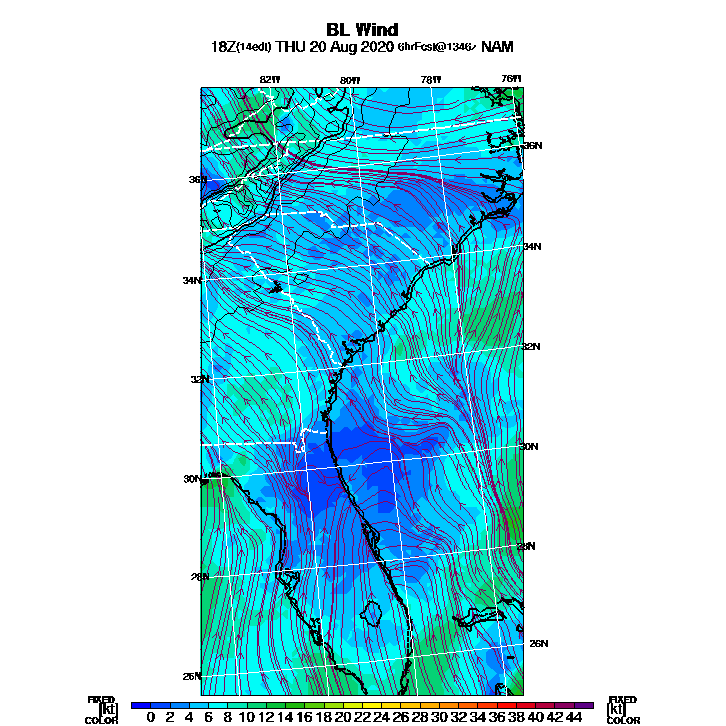 BL Wind
18Z(14edt) THU 20 Aug 2020 6hrFcst@1346z NAM
82W 80W 78W 76W
36N
36N
34N
34N
32N
32N
30N
30N
28N
28N
26N
26N
FIXED FIXED
[kt] 0 2 4 6 8 10 12 14 16 18 20 22 24 26 28 30 32 34 36 38 40 42 44 [kt]
COLOR COLOR